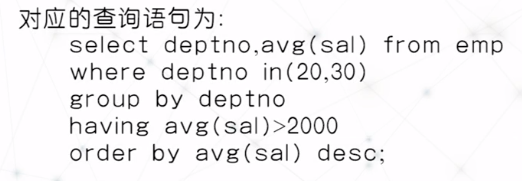 对应的查询语句为:
select deptno,avg(sal) from emp
where deptno in(20,30)
group by deptno
having avg(sal)>2000
order by avg(sal) desc;